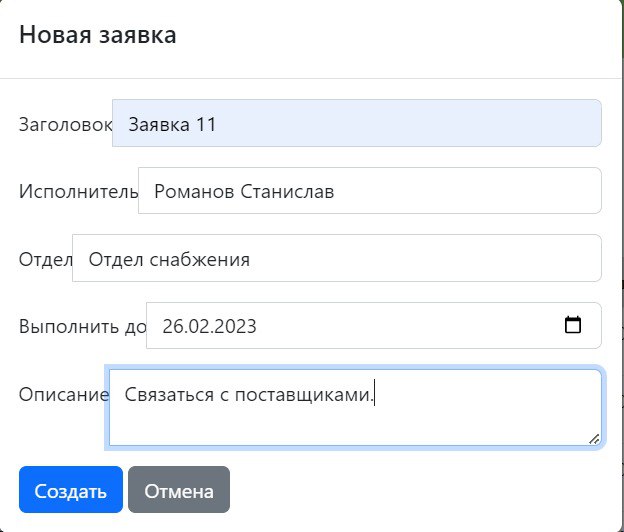 Новая заявка
Заголовок Заявка 11
Исполнитель Романов Станислав
Отдел Отдел снабжения
Выполнить до 26.02.2023
Описание Связаться с поставщиками.
Создать Отмена